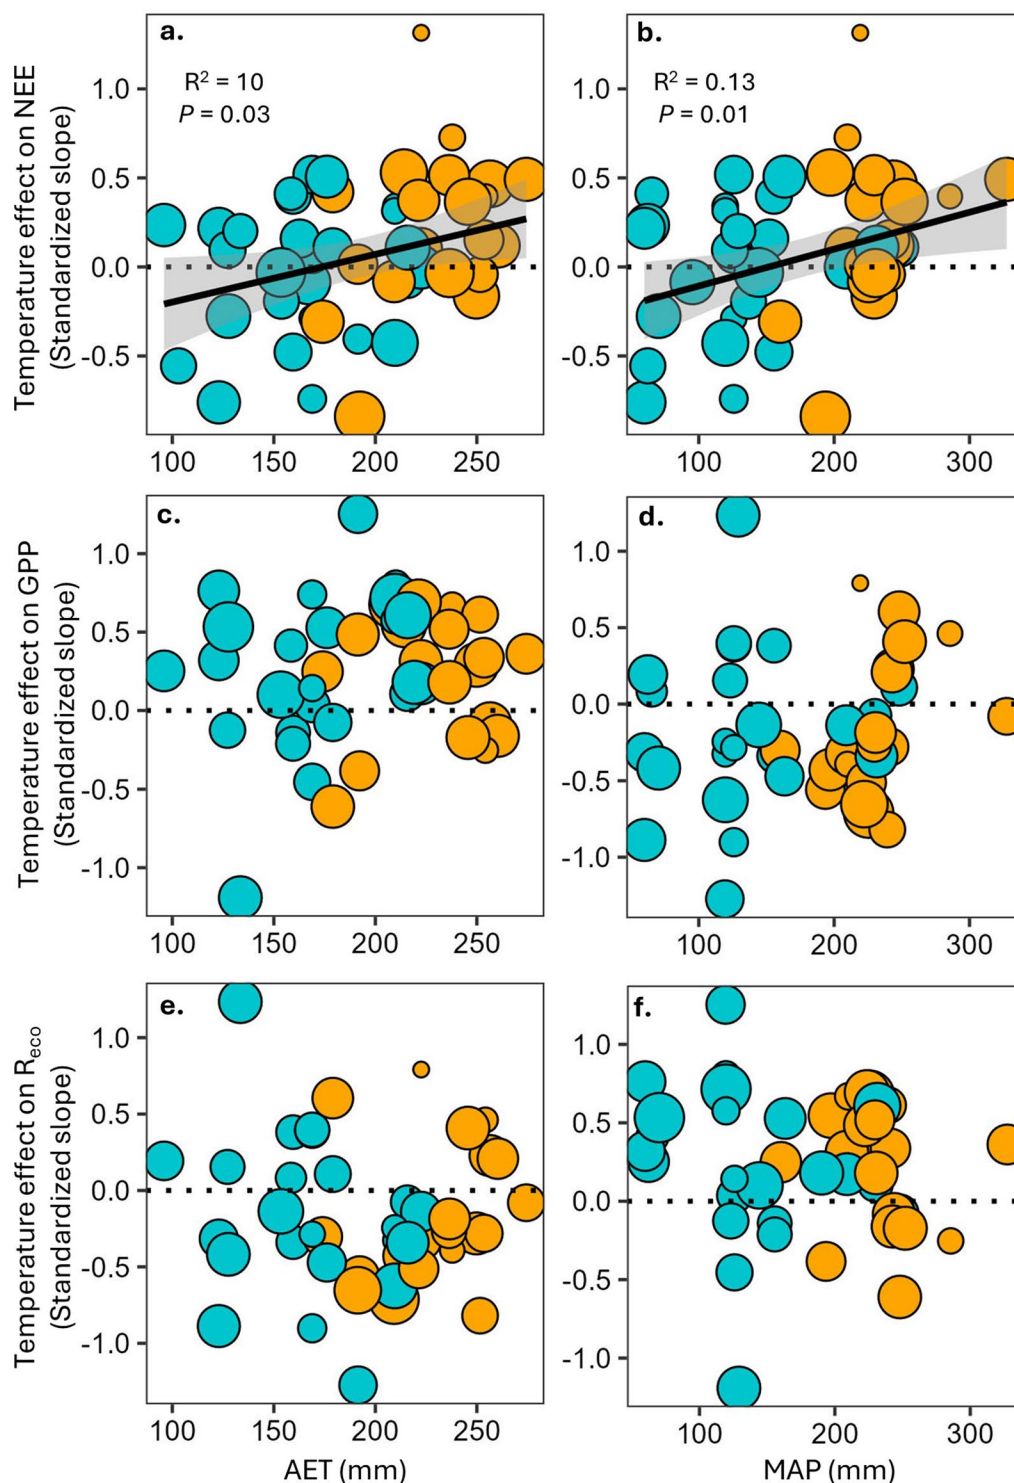 a.
R² = 10
P = 0.03
Temperature effect on NEE
(Standardized slope)
1.0
0.5
0.0
-0.5
100 150 200 250
b.
R² = 0.13
P = 0.01
1.0
0.5
0.0
-0.5
100 200 300
c.
Temperature effect on GPP
(Standardized slope)
1.0
0.5
0.0
-0.5
-1.0
100 150 200 250
d.
1.0
0.5
0.0
-0.5
-1.0
100 200 300
e.
Temperature effect on Reco
(Standardized slope)
1.0
0.5
0.0
-0.5
-1.0
100 150 200 250
AET (mm)
f.
1.0
0.5
0.0
-0.5
-1.0
100 200 300
MAP (mm)